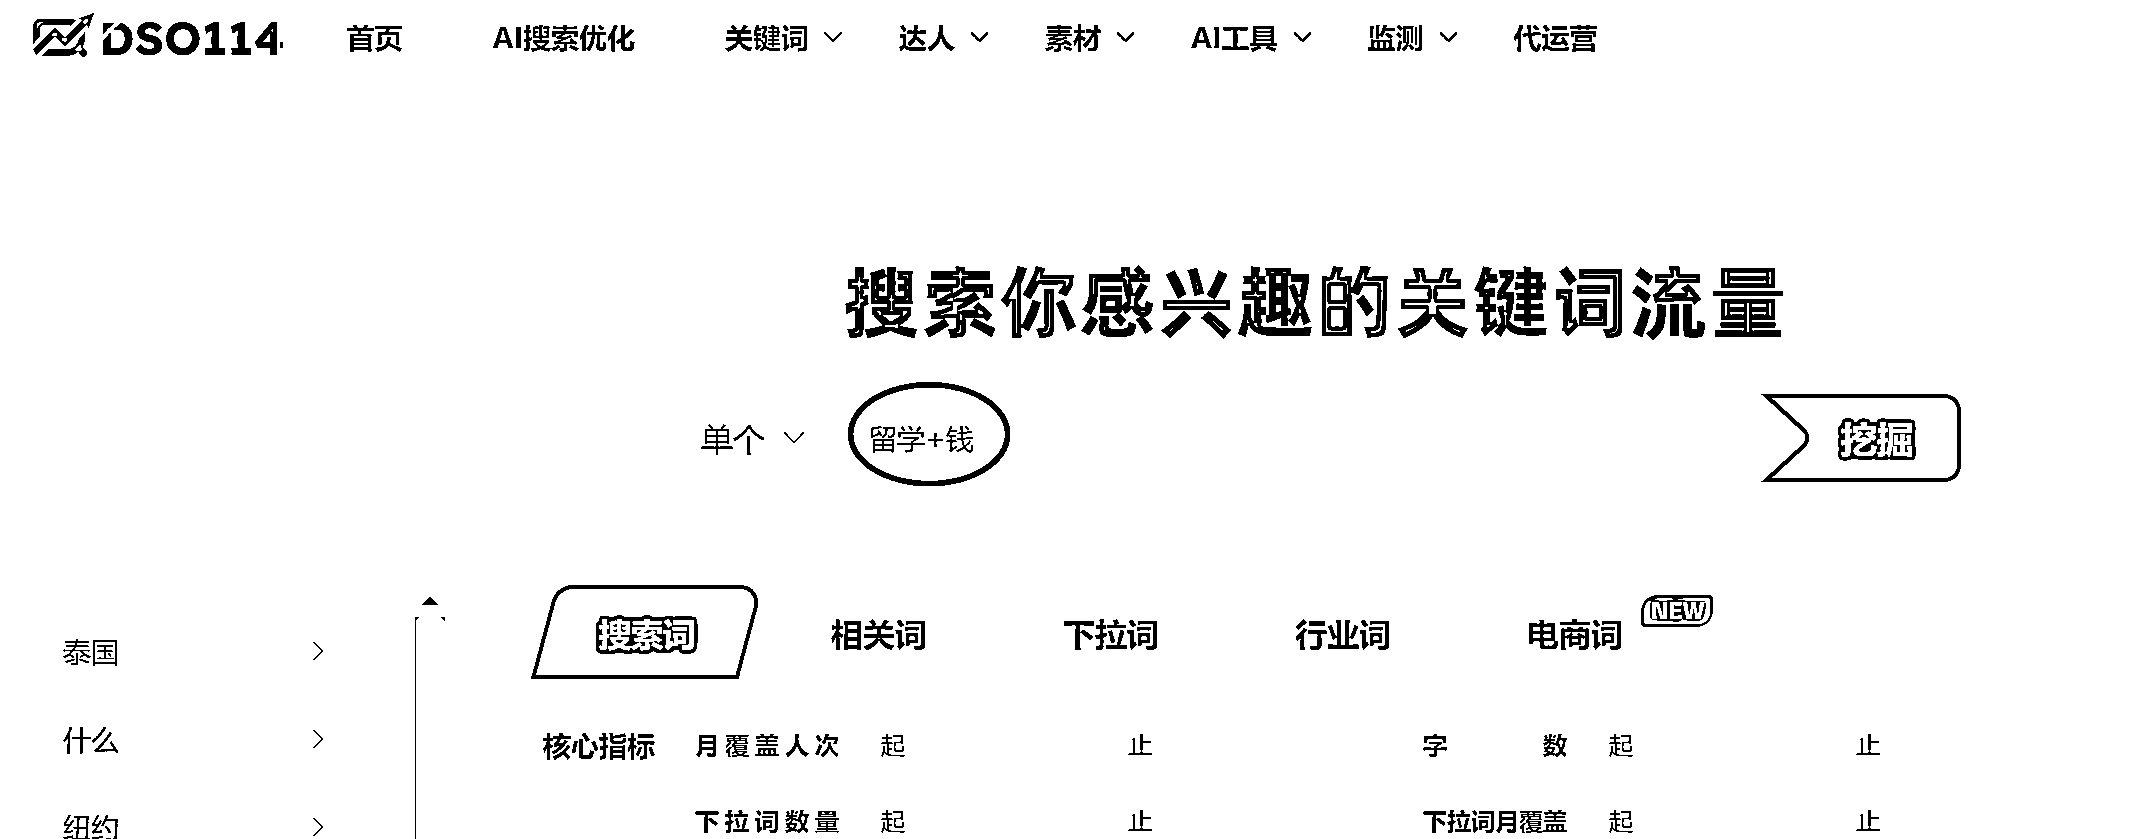 DSO114 首页 AI搜索优化 关键词 达人 素材 AI工具 监测 代运营
搜索你感兴趣的关键词流量
单个 留学+钱 挖掘
搜索词 相关词 下拉词 行业词 电商词 NEW
泰国
什么
纽约
核心指标 月覆盖人次 起 止 字数 起 止
下拉词数量 起 止 下拉词月覆盖 起 止